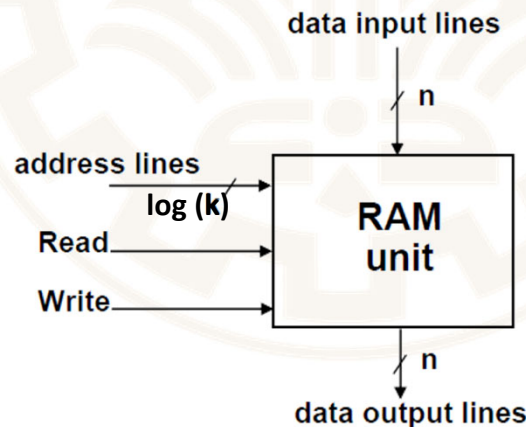 data input lines
n
address lines
log (k)
RAM
unit
Read
Write
n
data output lines